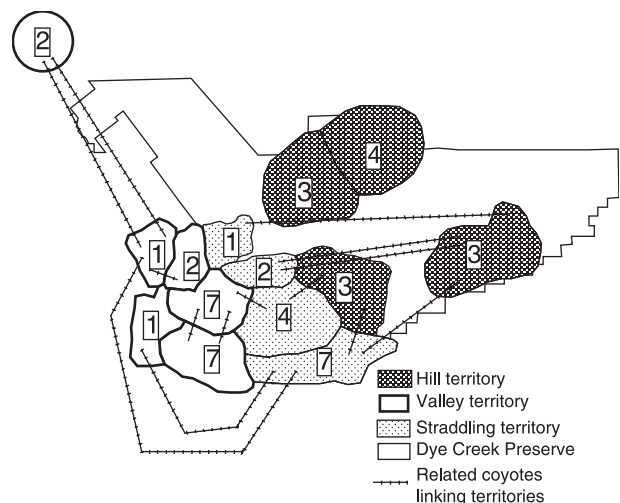 2
4
3
1
1
2
2
3
3
7
4
1
7
7
Hill territory
Valley territory
Straddling territory
Dye Creek Preserve
Related coyotes
linking territories